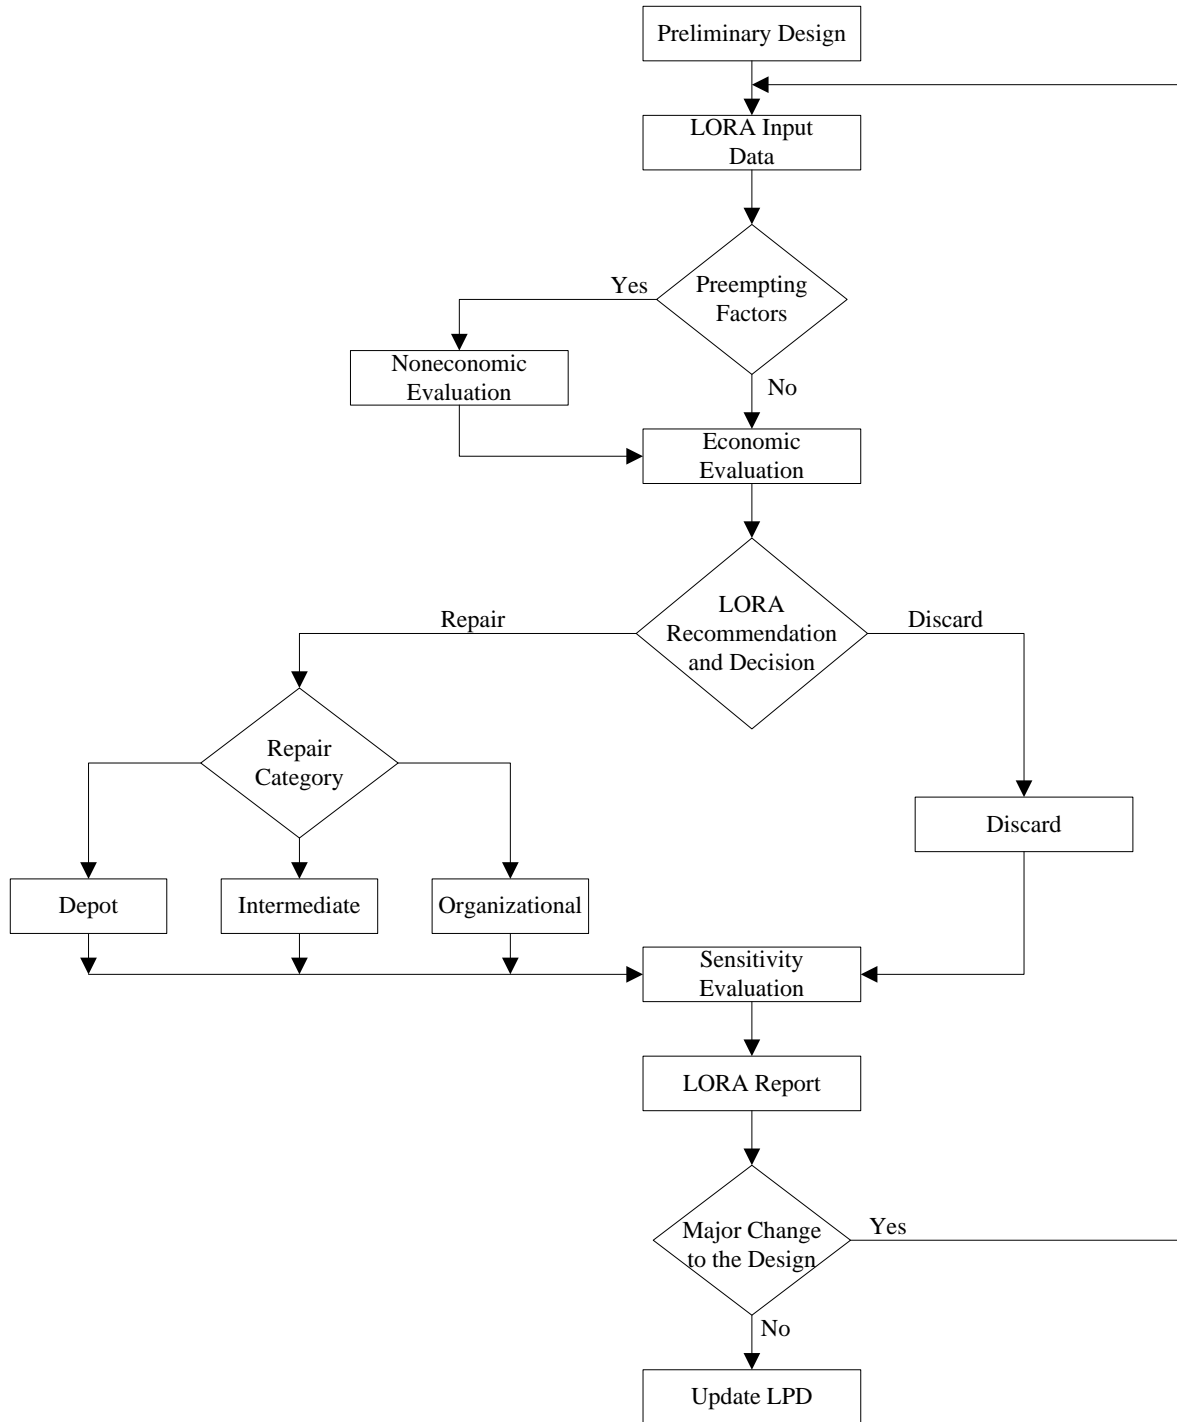 Preliminary Design
LORA Input
Data
Preempting
Factors
Yes
No
Noneconomic
Evaluation
Economic
Evaluation
LORA
Recommendation
and Decision
Repair
Discard
Repair
Category
Discard
Depot
Intermediate
Organizational
Sensitivity
Evaluation
LORA Report
Major Change
to the Design
Yes
No
Update LPD